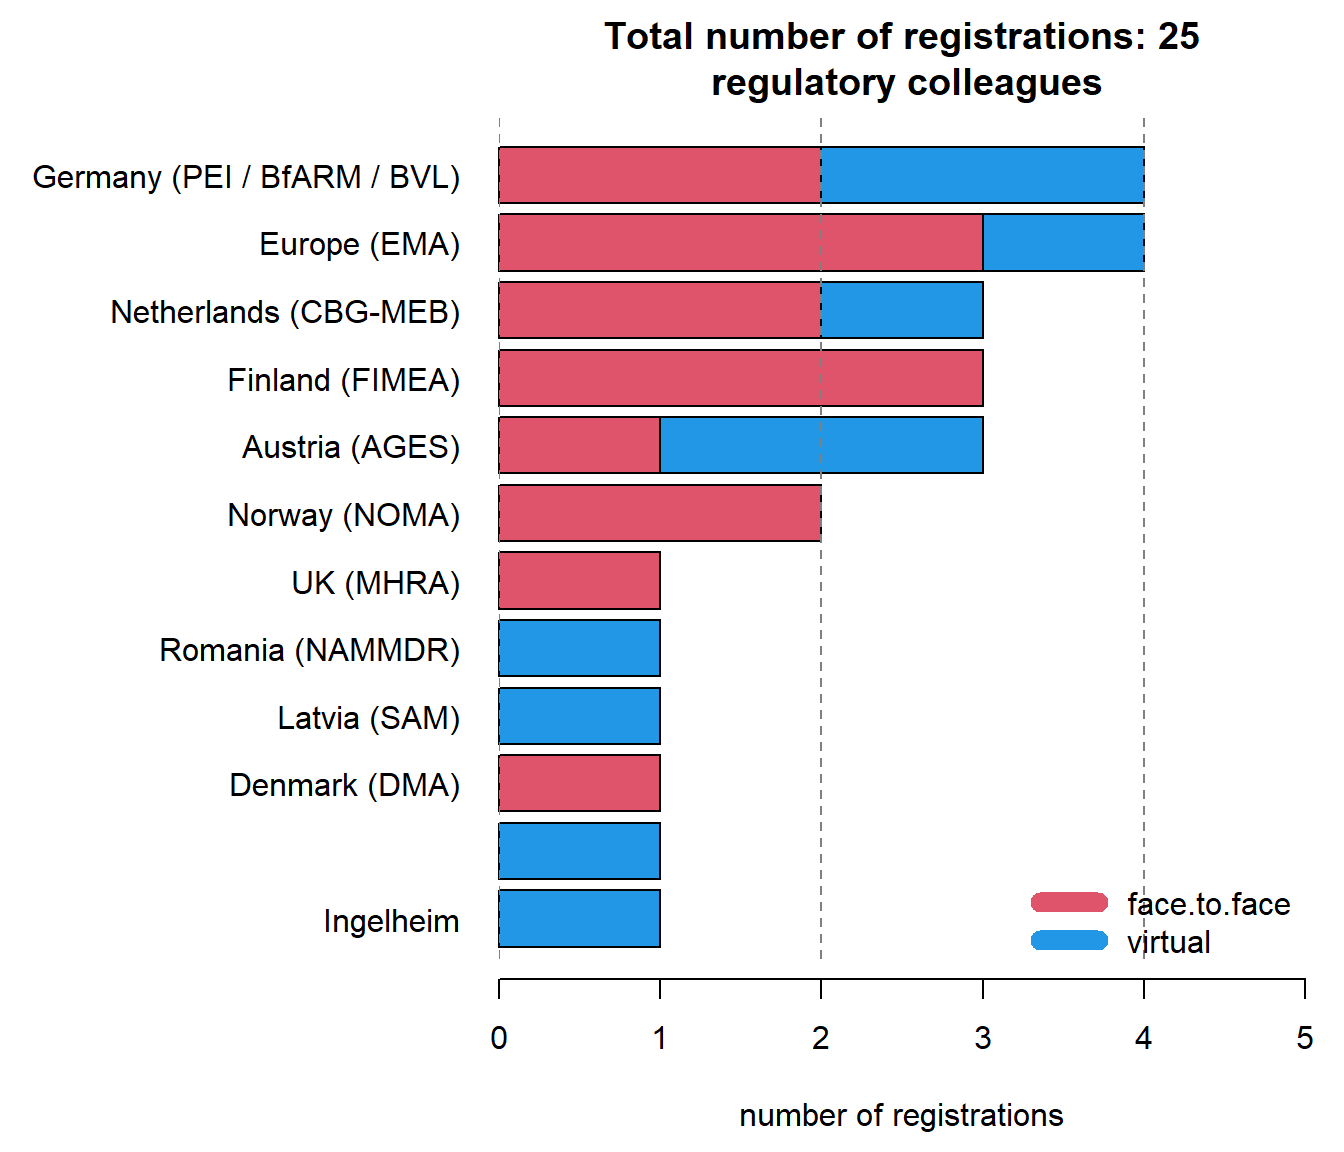 Total number of registrations: 25
regulatory colleagues
Germany (PEI / BfARM / BVL)
Europe (EMA)
Netherlands (CBG-MEB)
Finland (FIMEA)
Austria (AGES)
Norway (NOMA)
UK (MHRA)
Romania (NAMMDR)
Latvia (SAM)
Denmark (DMA)
Ingelheim
face.to.face
virtual
0 1 2 3 4 5
number of registrations